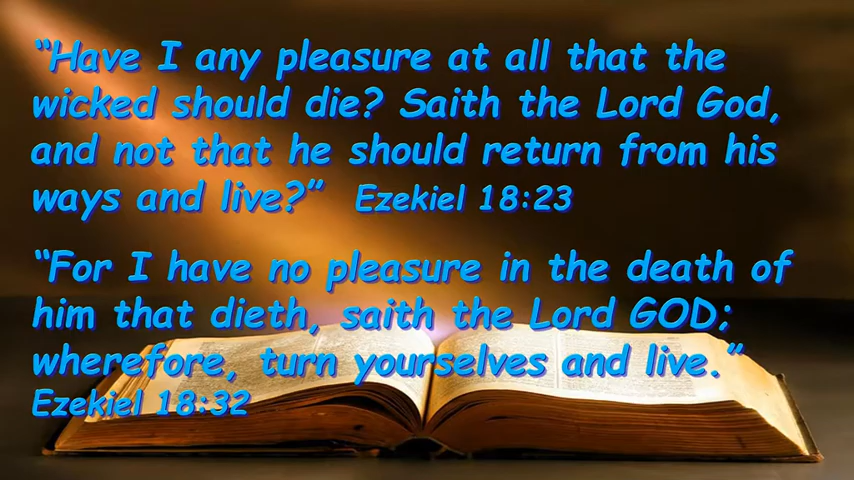 “Have I any pleasure at all that the
wicked should die? Saith the Lord God,
and not that he should return from his
ways and live?” Ezekiel 18:23
“For I have no pleasure in the death of
him that dieth, saith the Lord GOD;
wherefore, turn yourselves and live.”
Ezekiel 18:32